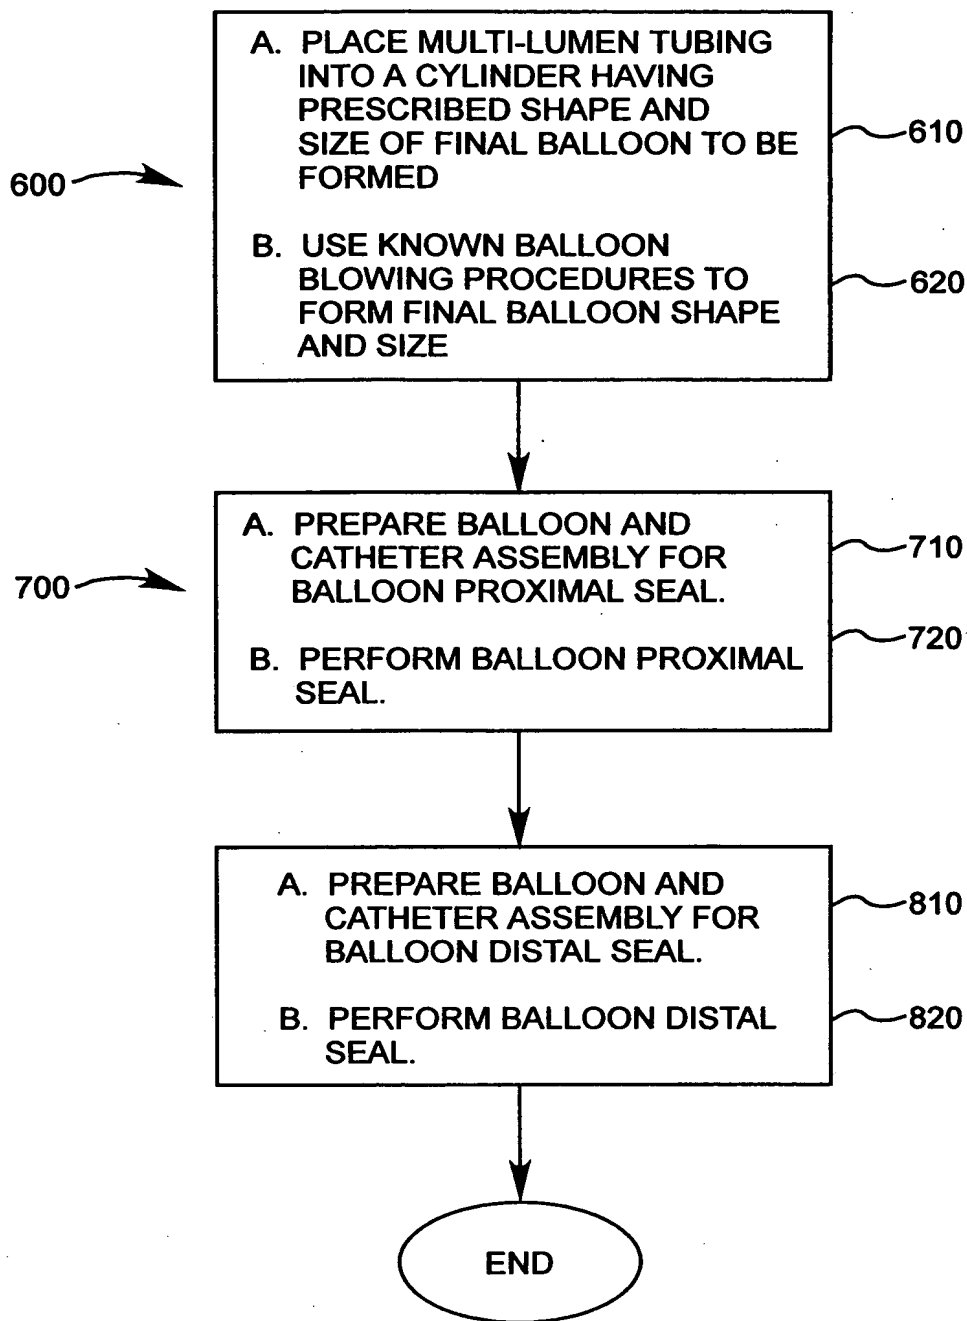 A. PLACE MULTI-LUMEN TUBING
INTO A CYLINDER HAVING
PRESCRIBED SHAPE AND
SIZE OF FINAL BALLOON TO BE
FORMED
610
600
B. USE KNOWN BALLOON
BLOWING PROCEDURES TO
FORM FINAL BALLOON SHAPE
AND SIZE
620
A. PREPARE BALLOON AND
CATHETER ASSEMBLY FOR
BALLOON PROXIMAL SEAL.
710
700
B. PERFORM BALLOON PROXIMAL
SEAL.
720
A. PREPARE BALLOON AND
CATHETER ASSEMBLY FOR
BALLOON DISTAL SEAL.
810
B. PERFORM BALLOON DISTAL
SEAL.
820
END